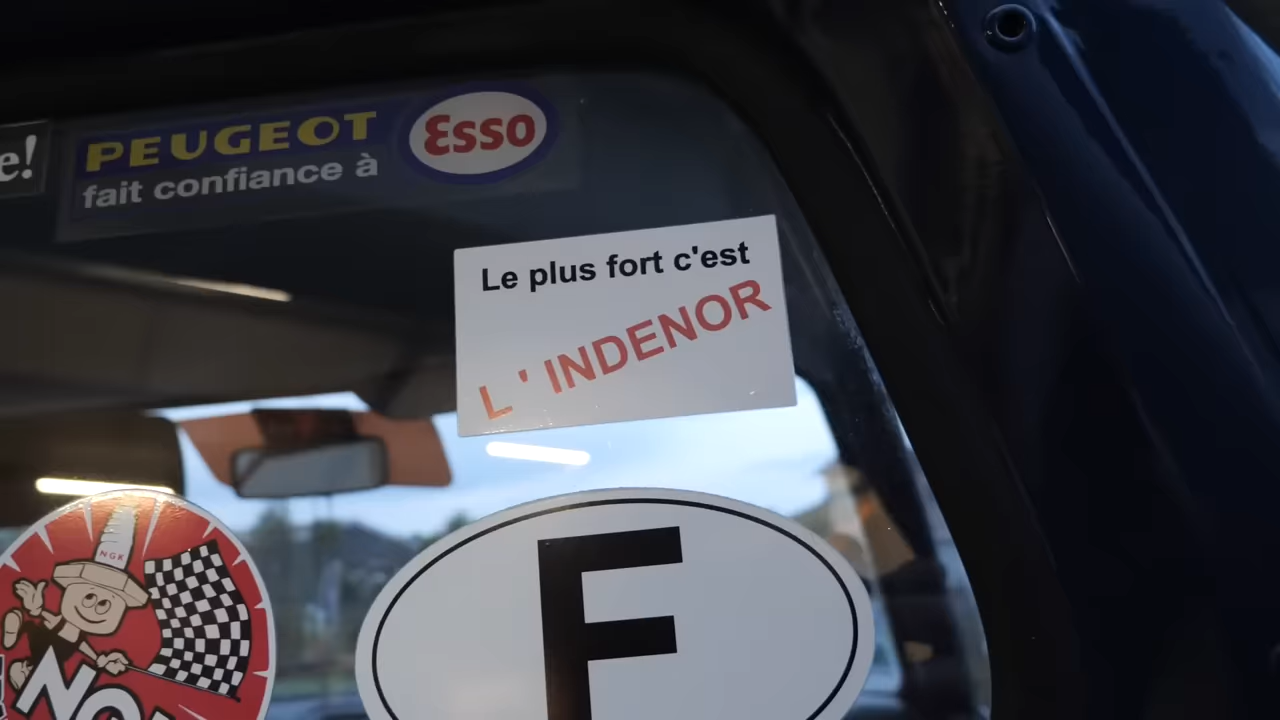 e!
PEUGEOT
fait confiance à
Esso
Le plus fort c'est
L'INDENOR
NGK
F